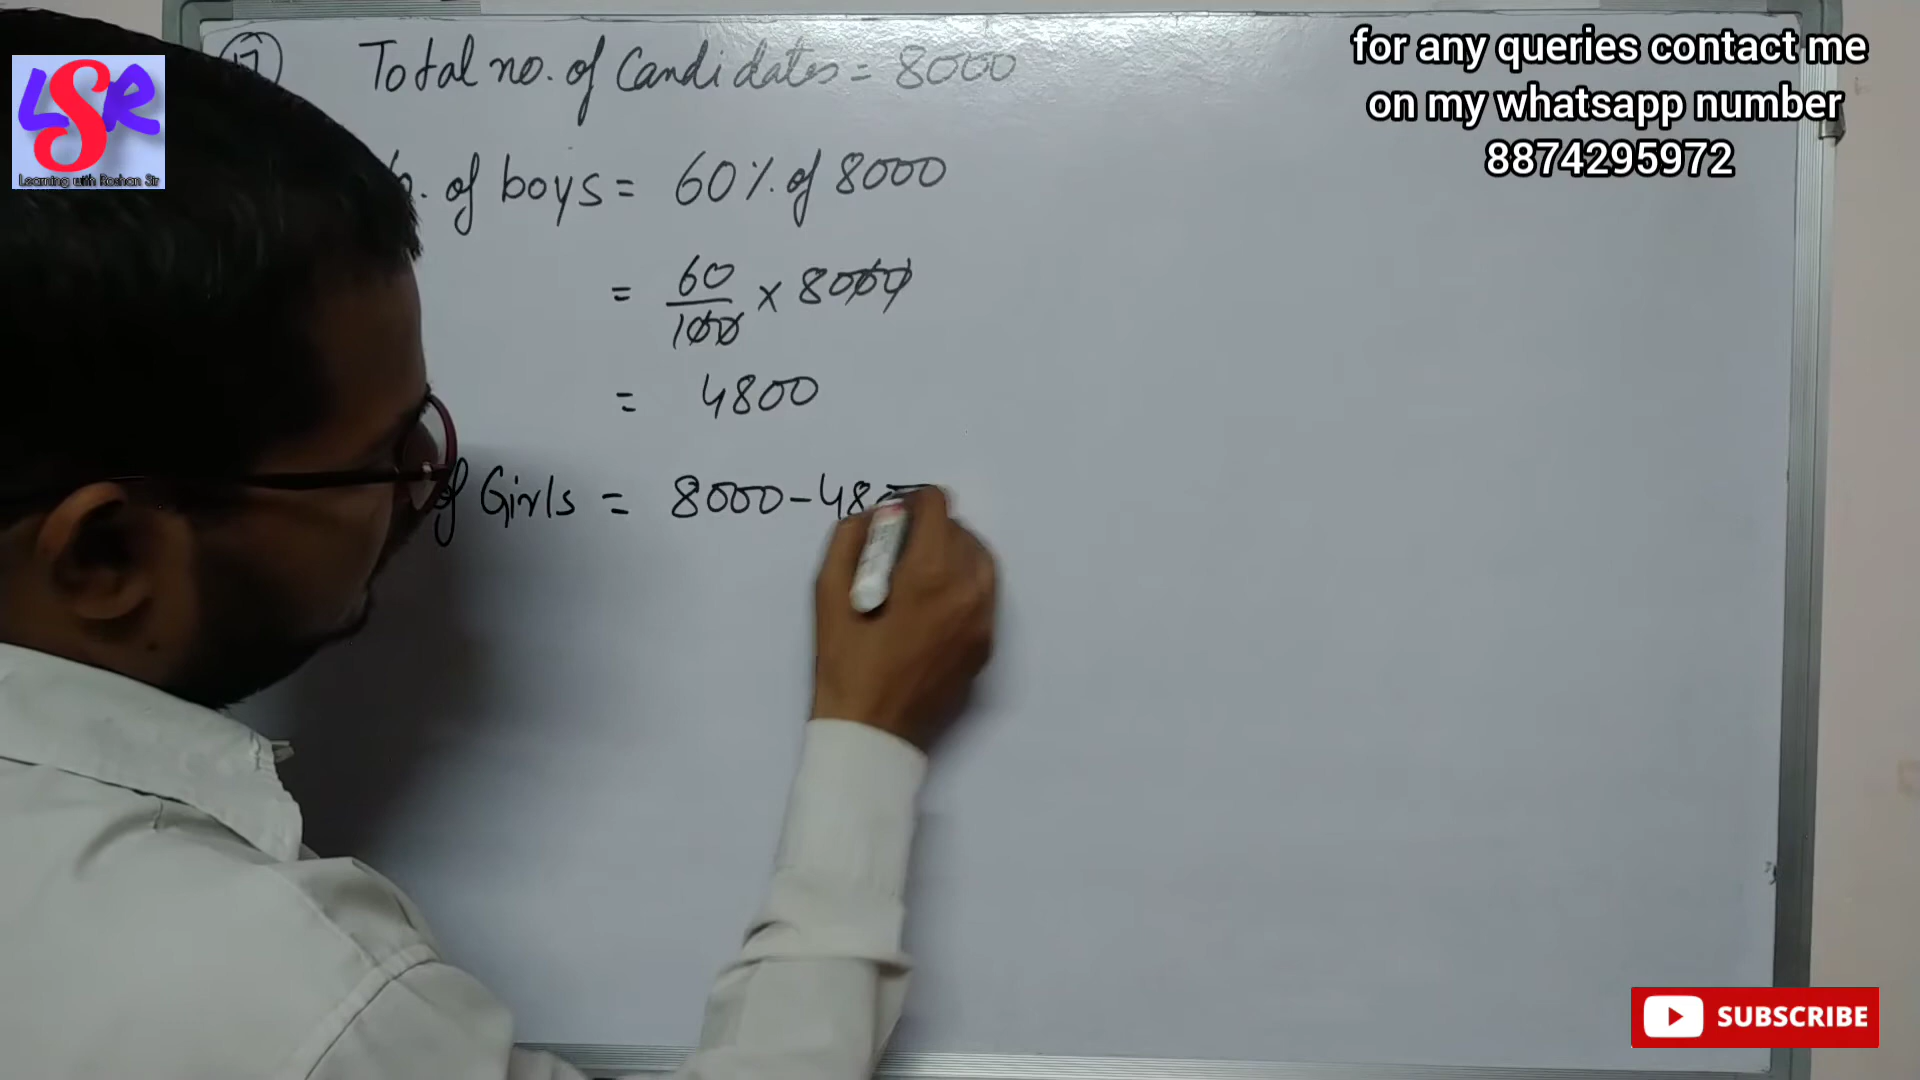 17 Total no. of Candidates = 8000
for any queries contact me
on my whatsapp number
8874295972
LSR
Learning with Roshan Sir
of boys = 60% of 8000
= 60/100 × 8000
= 4800
of Girls = 8000-48
SUBSCRIBE